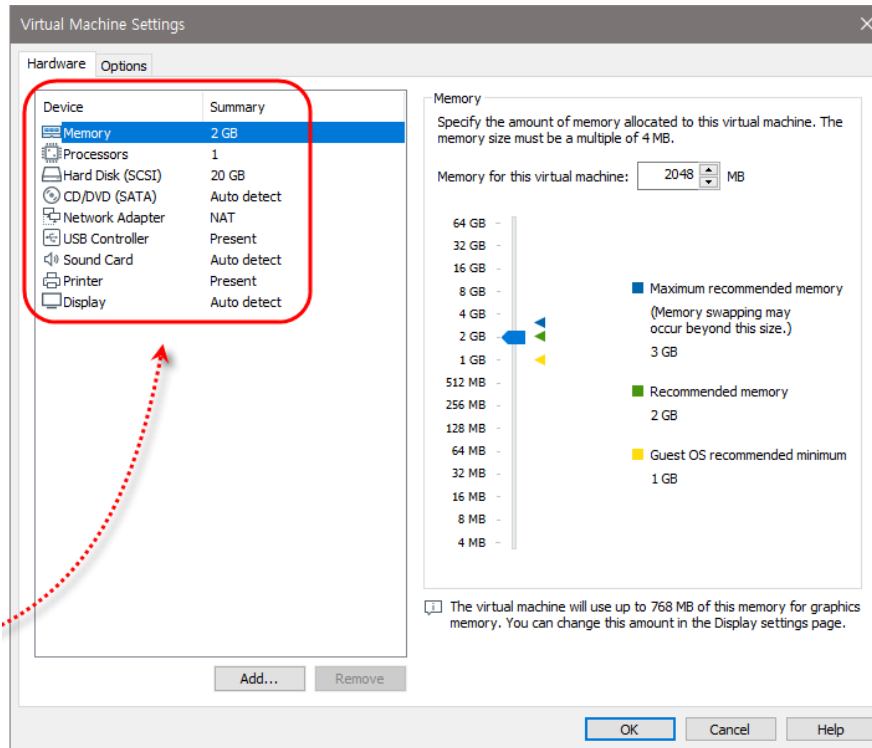 Virtual Machine Settings
Hardware Options
Device Summary
Memory 2 GB
Processors 1
Hard Disk (SCSI) 20 GB
CD/DVD (SATA) Auto detect
Network Adapter NAT
USB Controller Present
Sound Card Auto detect
Printer Present
Display Auto detect
Add... Remove
Memory
Specify the amount of memory allocated to this virtual machine. The
memory size must be a multiple of 4 MB.
Memory for this virtual machine: 2048 MB
64 GB
32 GB
16 GB
8 GB
4 GB
2 GB
1 GB
512 MB
256 MB
128 MB
64 MB
32 MB
16 MB
8 MB
4 MB
Maximum recommended memory
(Memory swapping may
occur beyond this size.)
3 GB
Recommended memory
2 GB
Guest OS recommended minimum
1 GB
The virtual machine will use up to 768 MB of this memory for graphics
memory. You can change this amount in the Display settings page.
OK Cancel Help